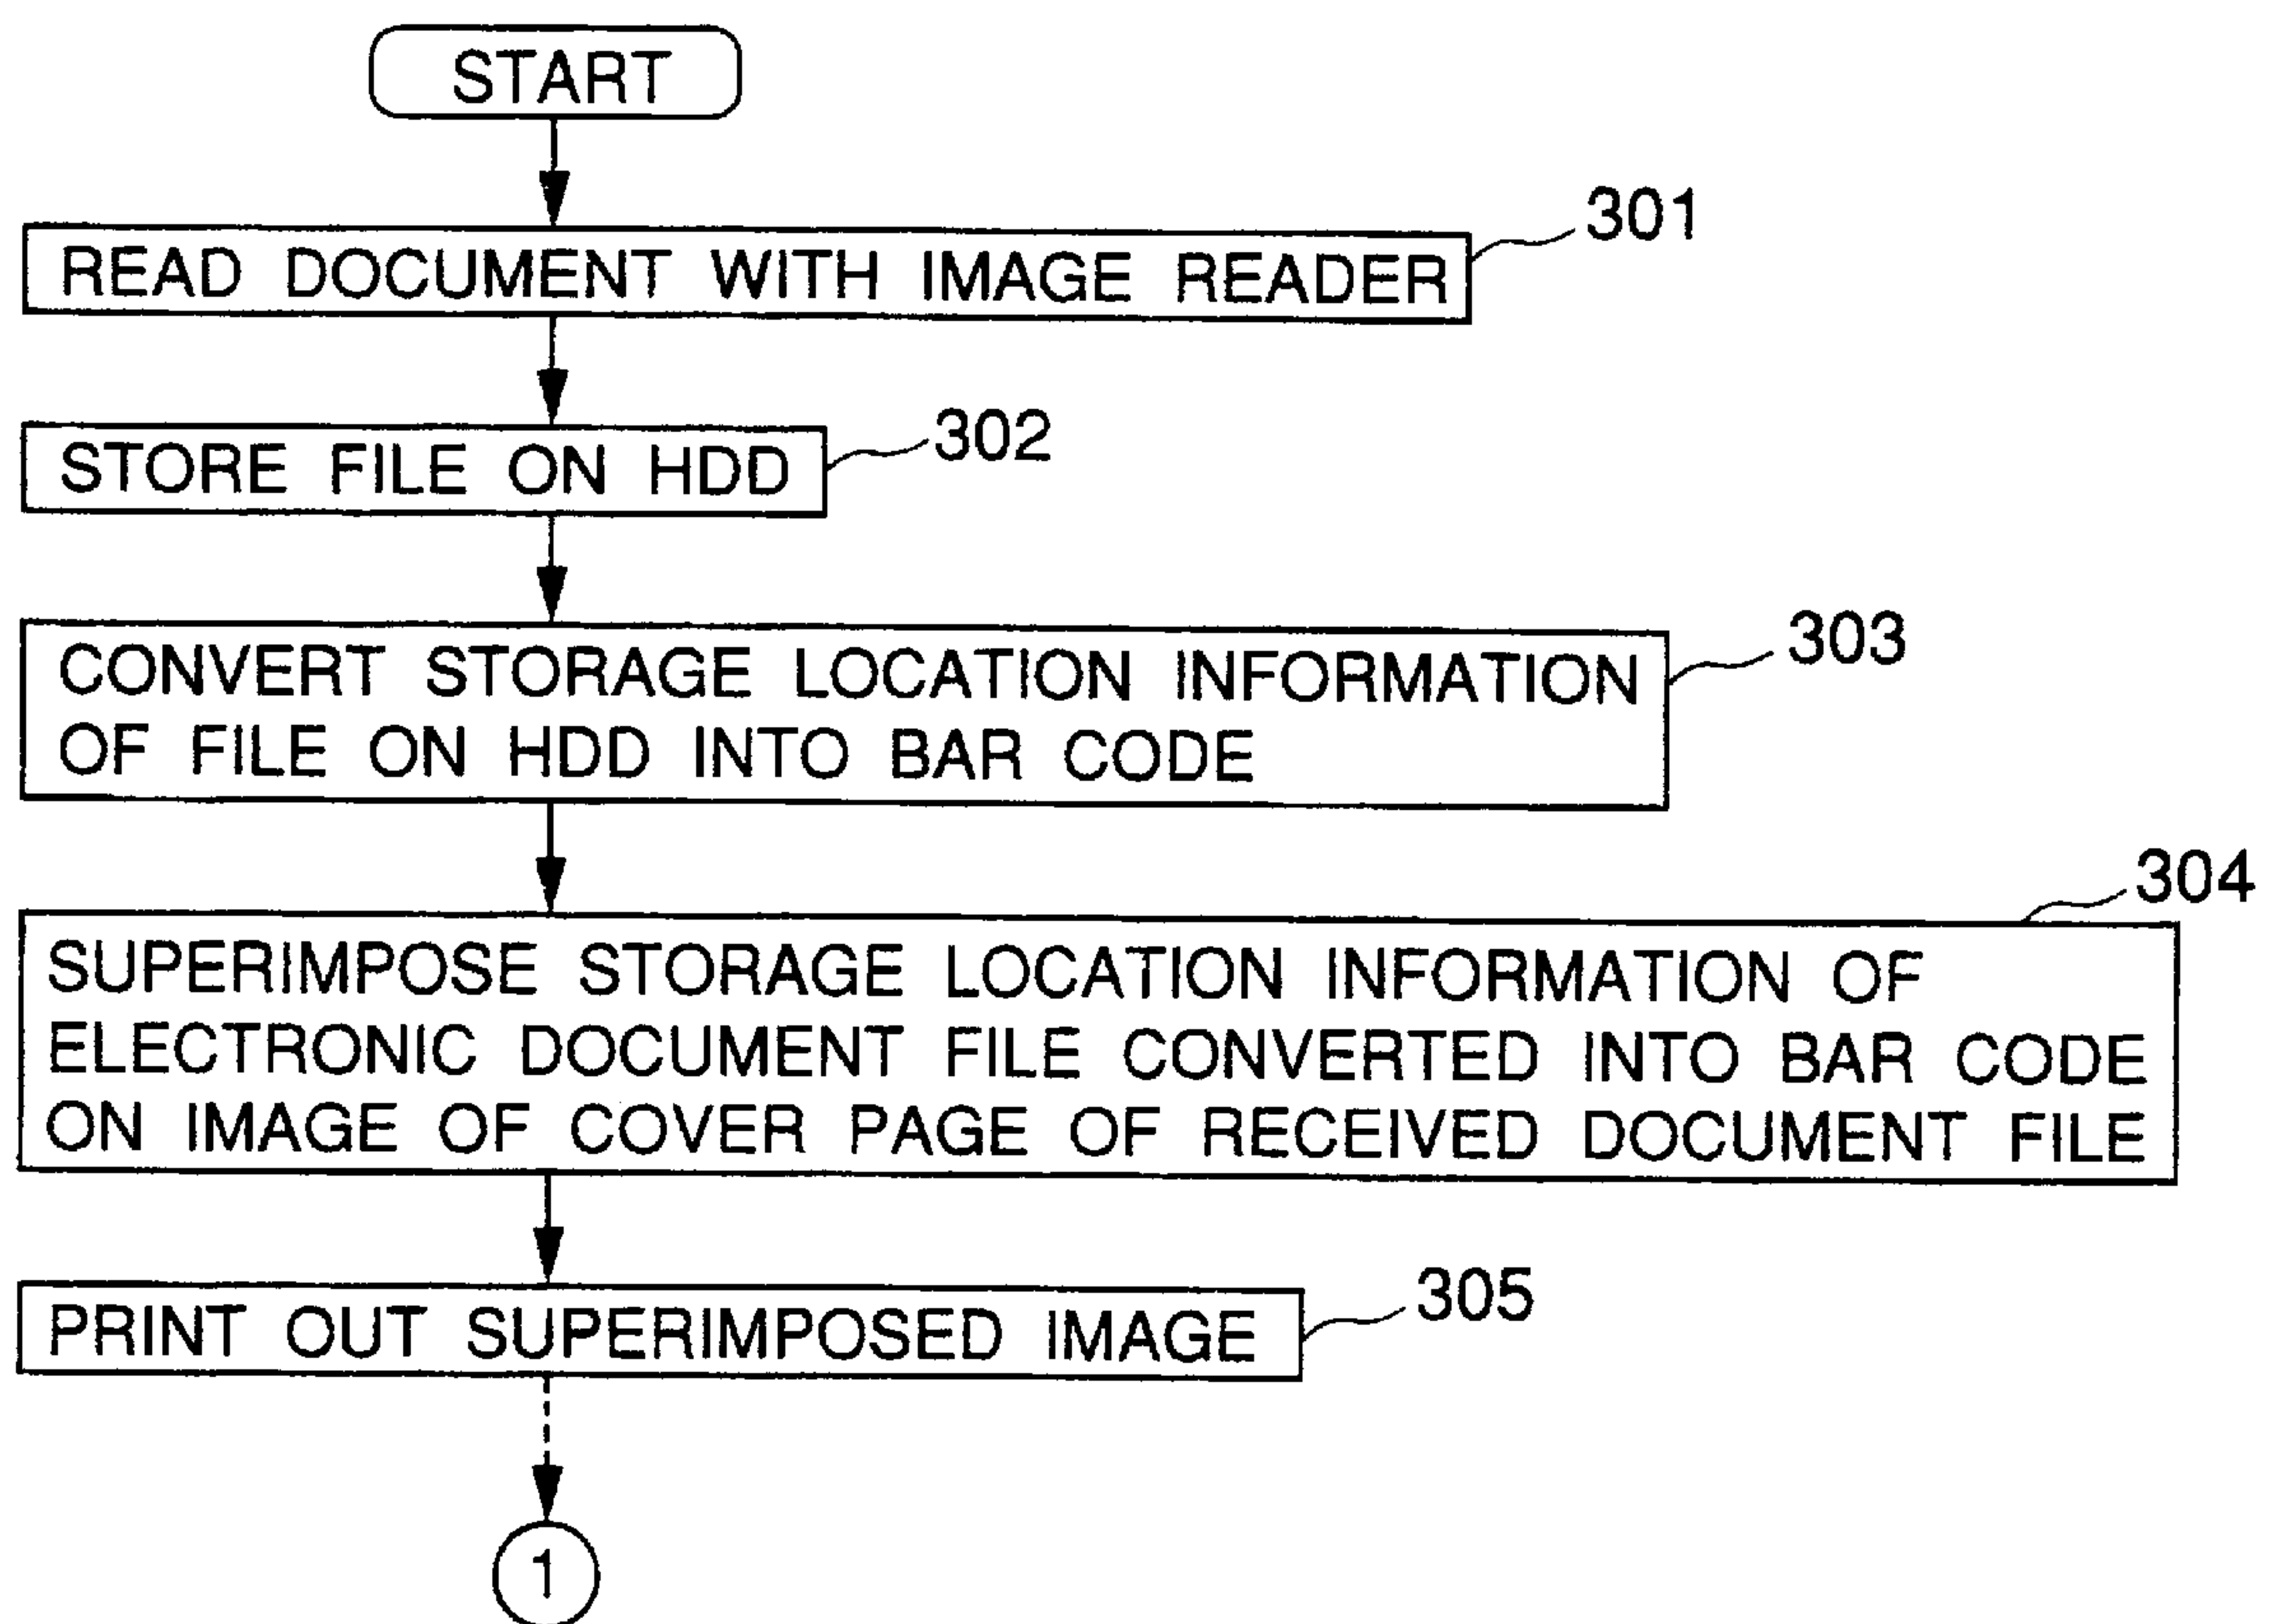 START
301
READ DOCUMENT WITH IMAGE READER
302
STORE FILE ON HDD
303
CONVERT STORAGE LOCATION INFORMATION
OF FILE ON HDD INTO BAR CODE
304
SUPERIMPOSE STORAGE LOCATION INFORMATION OF
ELECTRONIC DOCUMENT FILE CONVERTED INTO BAR CODE
ON IMAGE OF COVER PAGE OF RECEIVED DOCUMENT FILE
305
PRINT OUT SUPERIMPOSED IMAGE
1